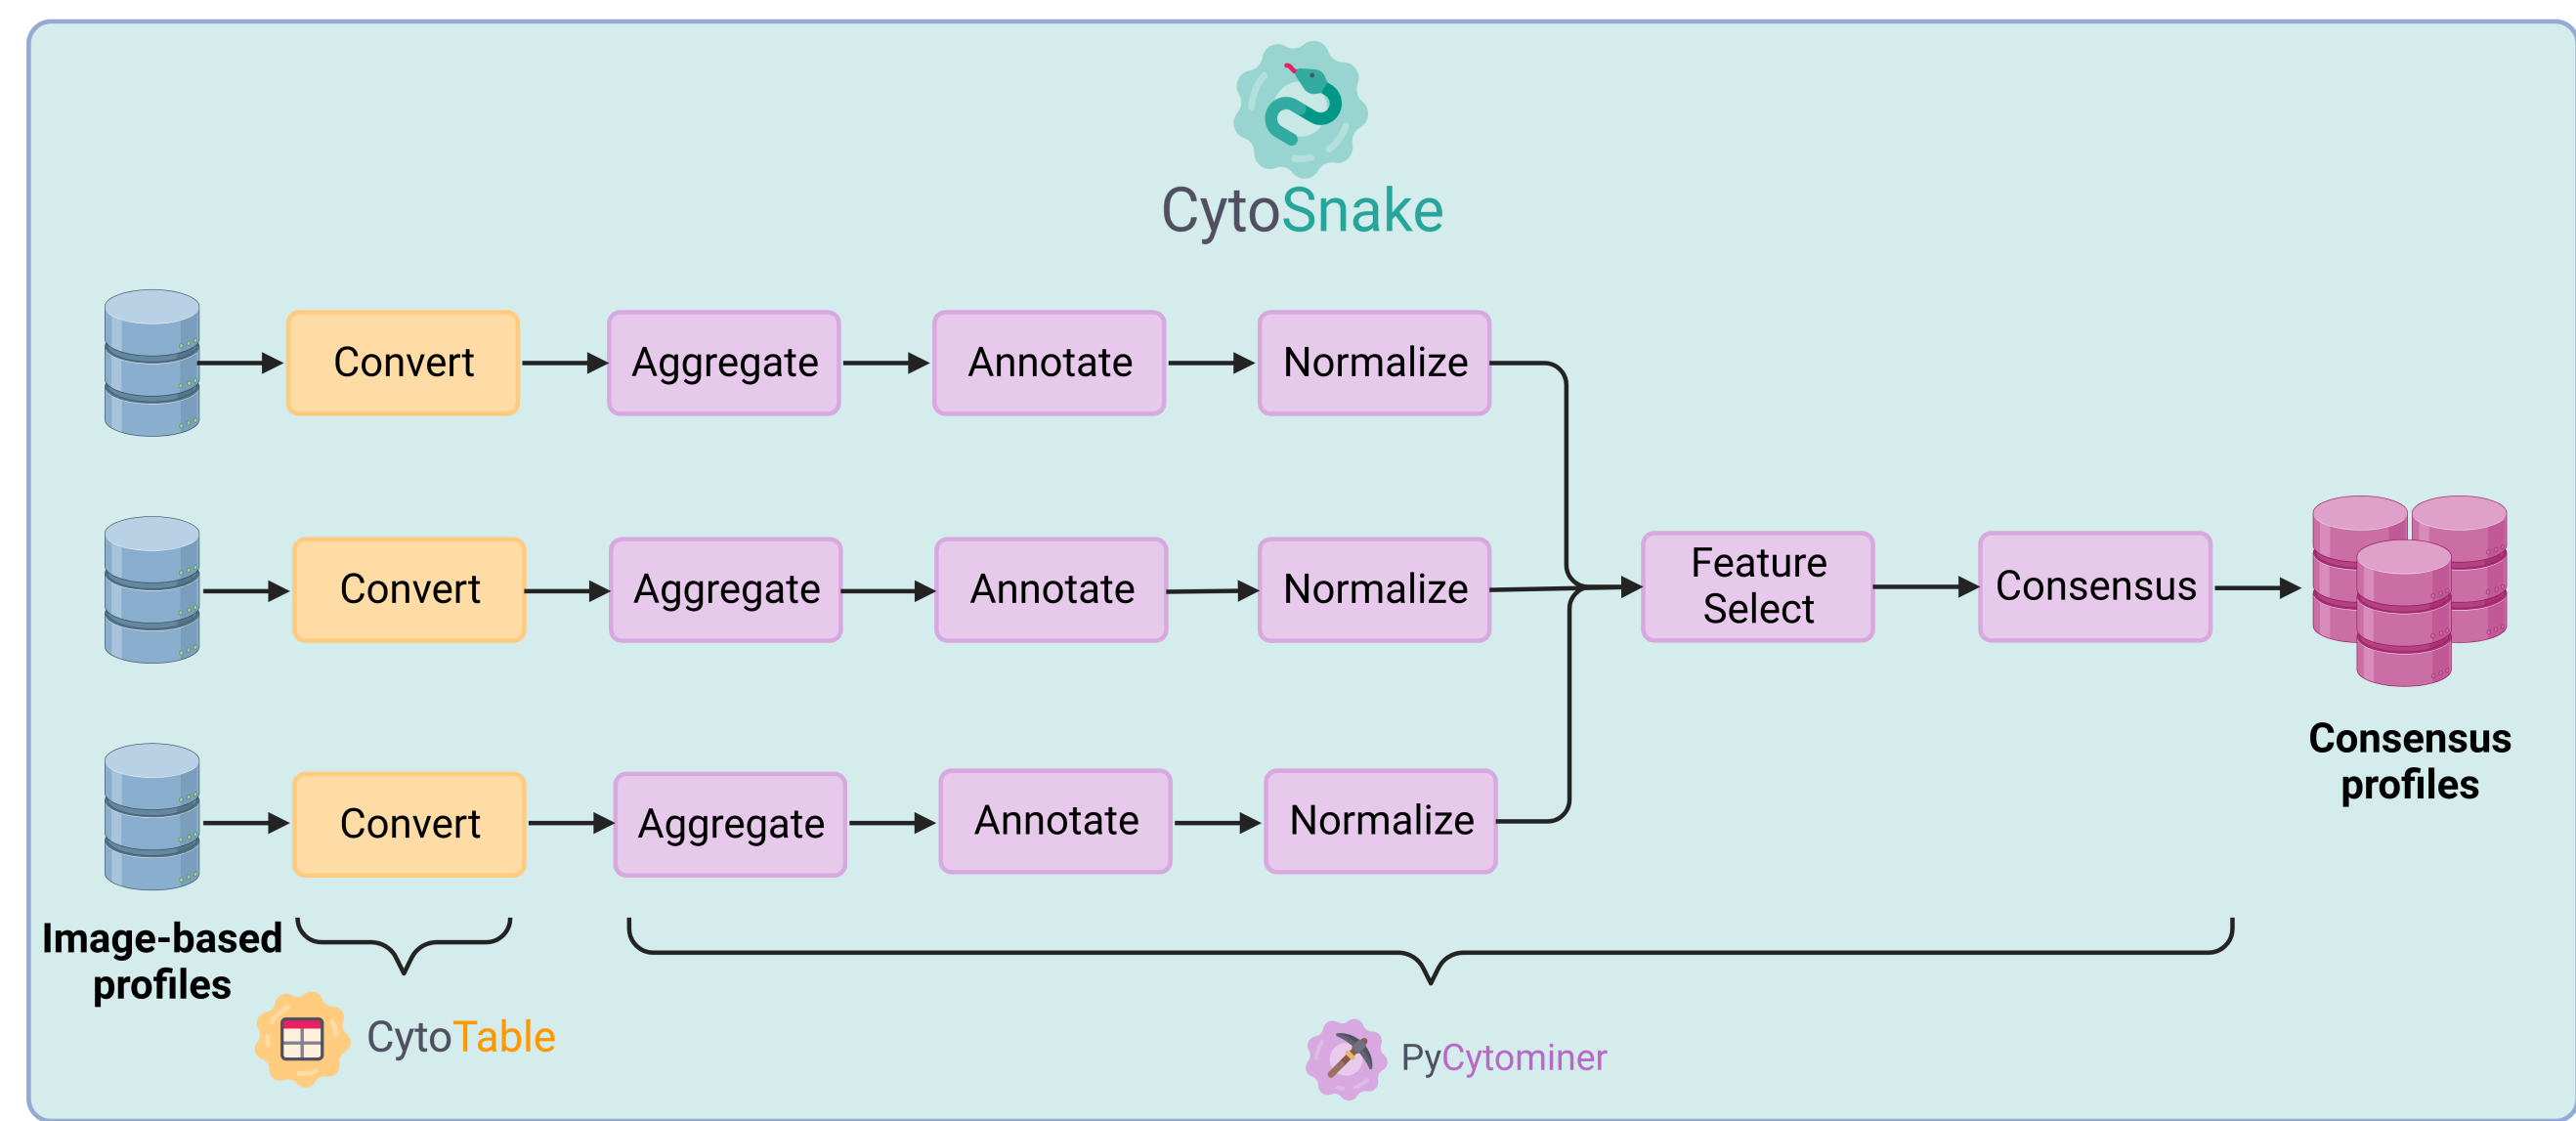 CytoSnake
Convert
Aggregate
Annotate
Normalize
Convert
Aggregate
Annotate
Normalize
Feature
Select
Consensus
Convert
Aggregate
Annotate
Normalize
Consensus
profiles
Image-based
profiles
CytoTable
PyCytominer